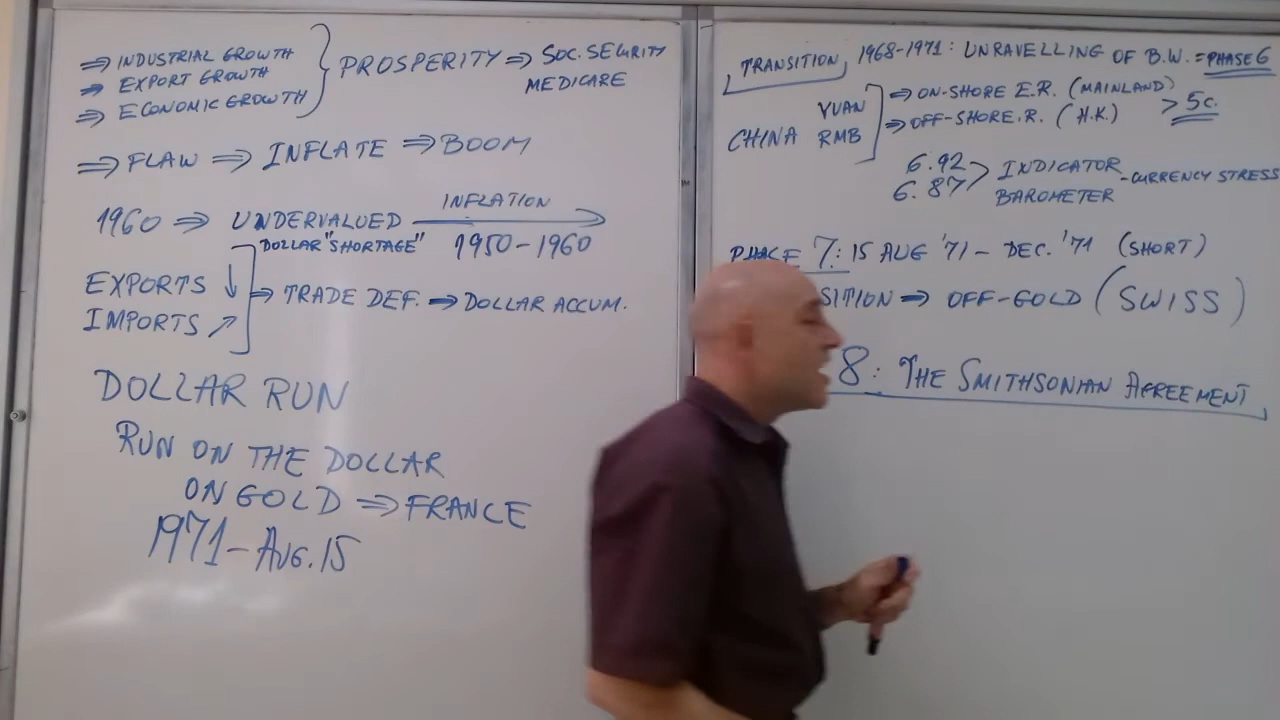 ⇒ INDUSTRIAL GROWTH
⇒ EXPORT GROWTH
⇒ ECONOMIC GROWTH
} PROSPERITY ⇒ SOC. SECURITY
MEDICARE
⇒ FLAW ⇒ INFLATE ⇒ BOOM
1960 ⇒ UNDERVALUED INFLATION
DOLLAR "SHORTAGE" 1950-1960
EXPORTS ↓
IMPORTS ↗
] ⇒ TRADE DEF. ⇒ DOLLAR ACCUM.
DOLLAR RUN
RUN ON THE DOLLAR
ON GOLD ⇒ FRANCE
1971 - AUG. 15
TRANSITION, 1968-1971: UNRAVELLING OF B.W. = PHASE 6
YUAN ⇒ ON-SHORE E.R. (MAINLAND)
CHINA RMB ⇒ OFF-SHORE.R. (H.K.) > 5c.
6.92
6.87 > INDICATOR
BAROMETER - CURRENCY STRESS
PHASE 7: 15 AUG '71 - DEC. '71 (SHORT)
SITION ⇒ OFF-GOLD (SWISS)
8: THE SMITHSONIAN AGREEMENT